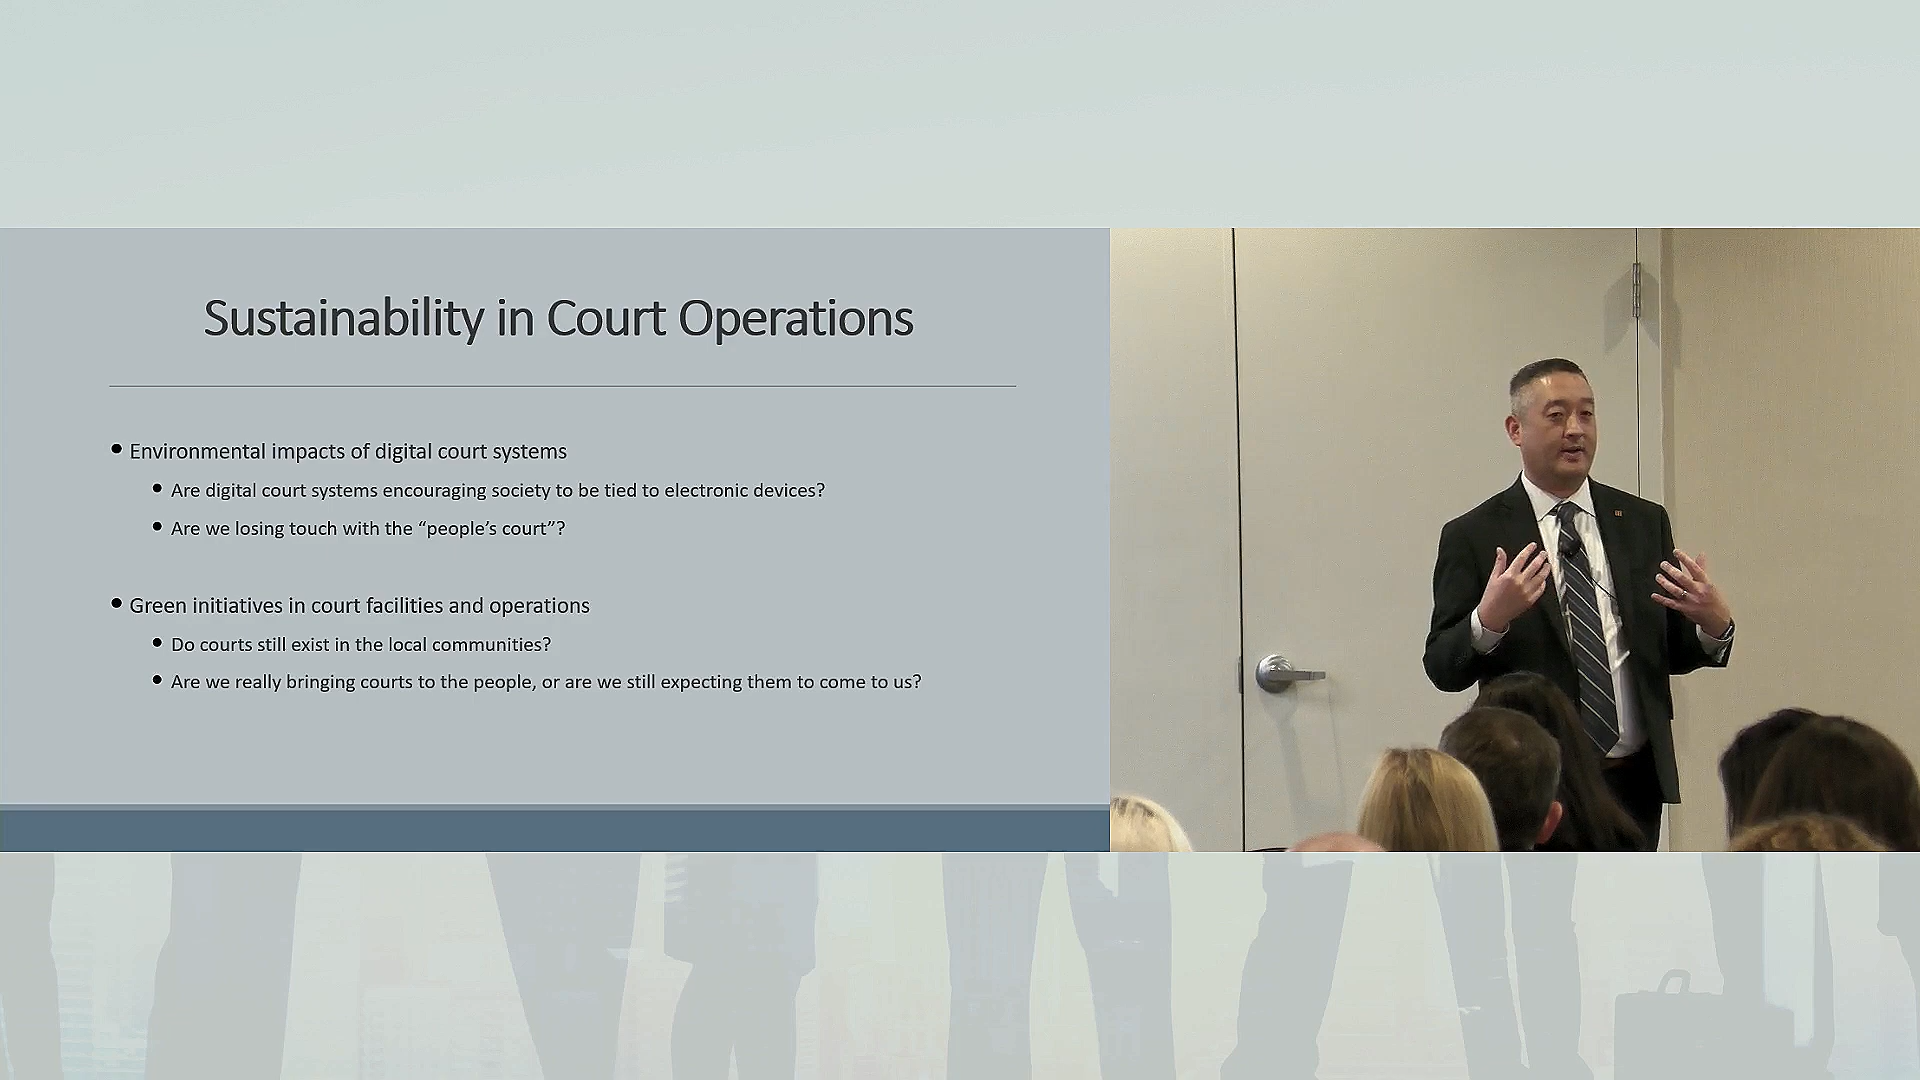 Sustainability in Court Operations
• Environmental impacts of digital court systems
• Are digital court systems encouraging society to be tied to electronic devices?
• Are we losing touch with the “people’s court”?
• Green initiatives in court facilities and operations
• Do courts still exist in the local communities?
• Are we really bringing courts to the people, or are we still expecting them to come to us?